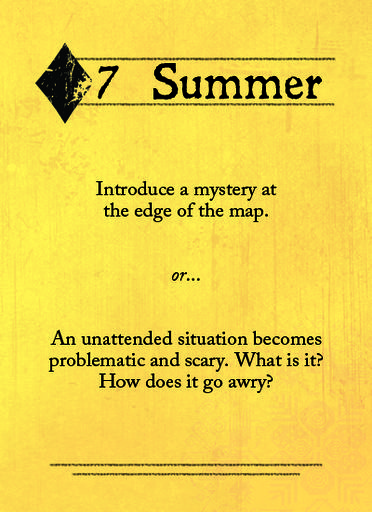 7 Summer
Introduce a mystery at
the edge of the map.
or...
An unattended situation becomes
problematic and scary. What is it?
How does it go awry?